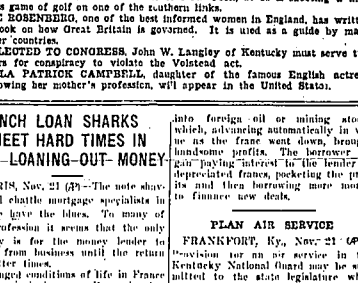 s game of golf on one of the southern links.
E ROSENBERG, one of the best informed women in England, has writ
ook on how Great Britain is governed. It is used as a guide by ma
er countries.
LECTED TO CONGRESS, John W. Langley of Kentucky must serve t
rs for conspiracy to violate the Volstead act.
LA PATRICK CAMPBELL, daughter of the famous English actre
owing her mother's profession, will appear in the United States.
NCH LOAN SHARKS
MEET HARD TIMES IN
LOANING-OUT MONEY
RIS, Nov. 21 (AP)—The note shav-
l chattle mortgage specialists in
e have the blues. To many of
rofession it seems that the only
y is for the money lender to
from business until the return
tter times.
nged conditions of life in France
into foreign oil or mining sto
which, advancing automatically in v
ue as the franc went down, broug
handsome profits. The borrower
gan paying interest to the lender
depreciated francs, pocketing the pr
its and then borrowing more mon
to finance new deals.
PLAN AIR SERVICE
FRANKFORT, Ky., Nov. 21 (A
Provision for an air service in
Kentucky National Guard may be s
mitted to the state legislature wh